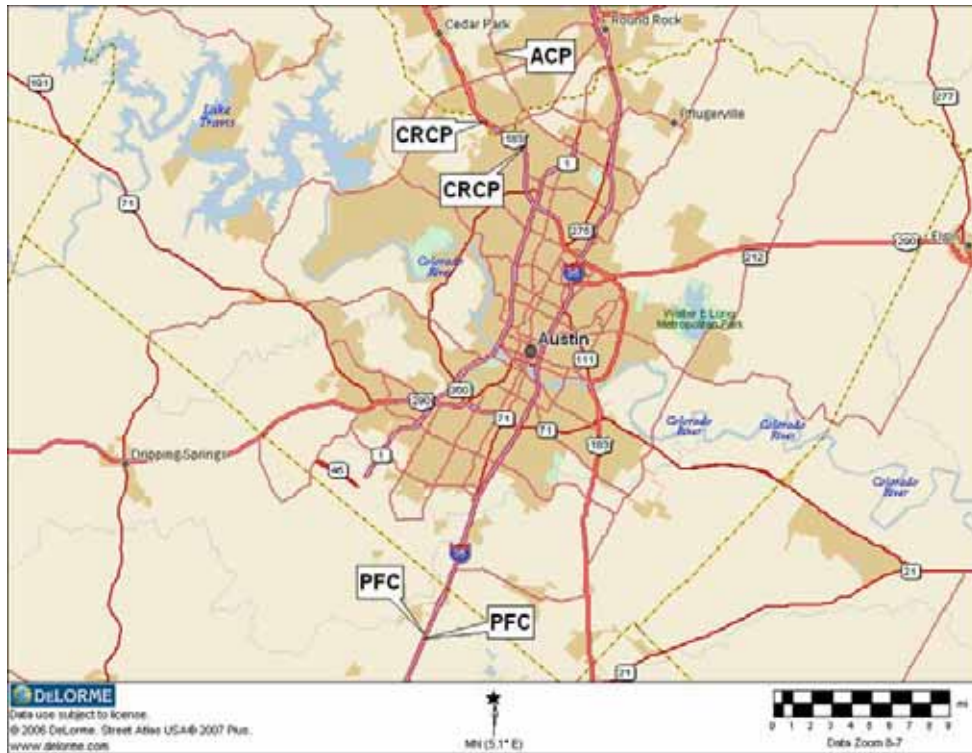 Cedar Park
Round Rock
ACP
Lake
Travis
CRCP
183
Pflugerville
277
CRCP
1
71
275
Colorado
River
35
212
290
Elgin
Walter E Long
Metropolitan Park
Austin
111
360
290
71
71
183
Colorado
River
Colorado
River
Dripping Springs
1
45
Colorado
River
35
21
PFC
PFC
21
DELORME
Data use subject to license.
© 2006 DeLorme. Street Atlas USA® 2007 Plus.
www.delorme.com
MN (5.1° E)
mi
0 1 2 3 4 5 6 7 8 9
Data Zoom 8-7